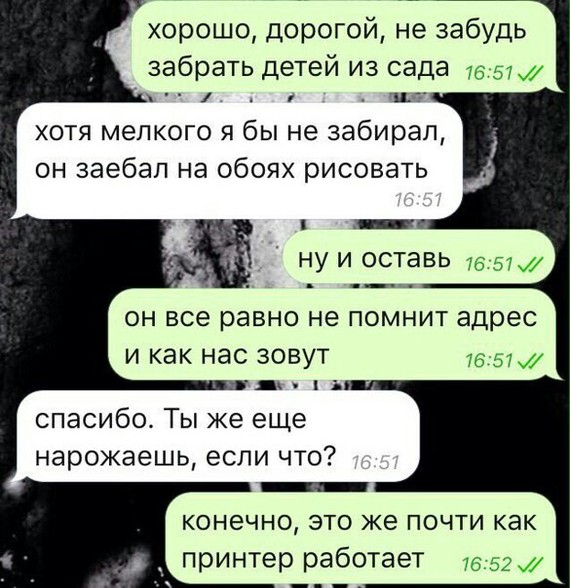 хорошо, дорогой, не забудь
забрать детей из сада 16:51
хотя мелкого я бы не забирал,
он заебал на обоях рисовать
16:51
ну и оставь 16:51
он все равно не помнит адрес
и как нас зовут 16:51
спасибо. Ты же еще
нарожаешь, если что? 16:51
конечно, это же почти как
принтер работает 16:52